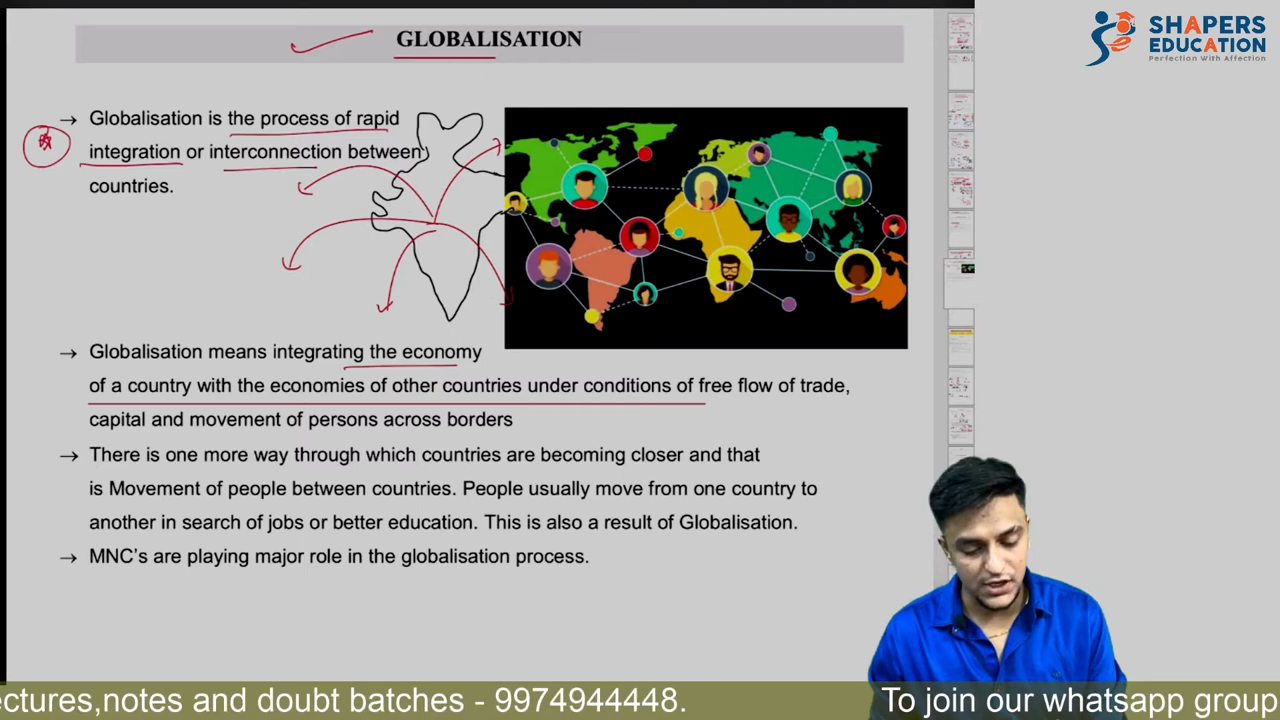 GLOBALISATION
SHAPERS
EDUCATION
Perfection With Affection
→ Globalisation is the process of rapid
integration or interconnection between
countries.
→ Globalisation means integrating the economy
of a country with the economies of other countries under conditions of free flow of trade,
capital and movement of persons across borders
→ There is one more way through which countries are becoming closer and that
is Movement of people between countries. People usually move from one country to
another in search of jobs or better education. This is also a result of Globalisation.
→ MNC's are playing major role in the globalisation process.
ectures,notes and doubt batches - 9974944448. To join our whatsapp group